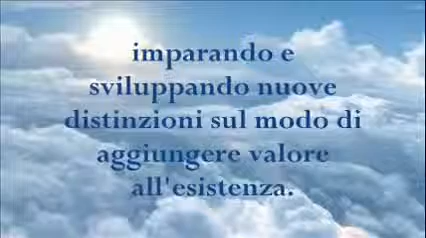 imparando e
sviluppando nuove
distinzioni sul modo di
aggiungere valore
all'esistenza.